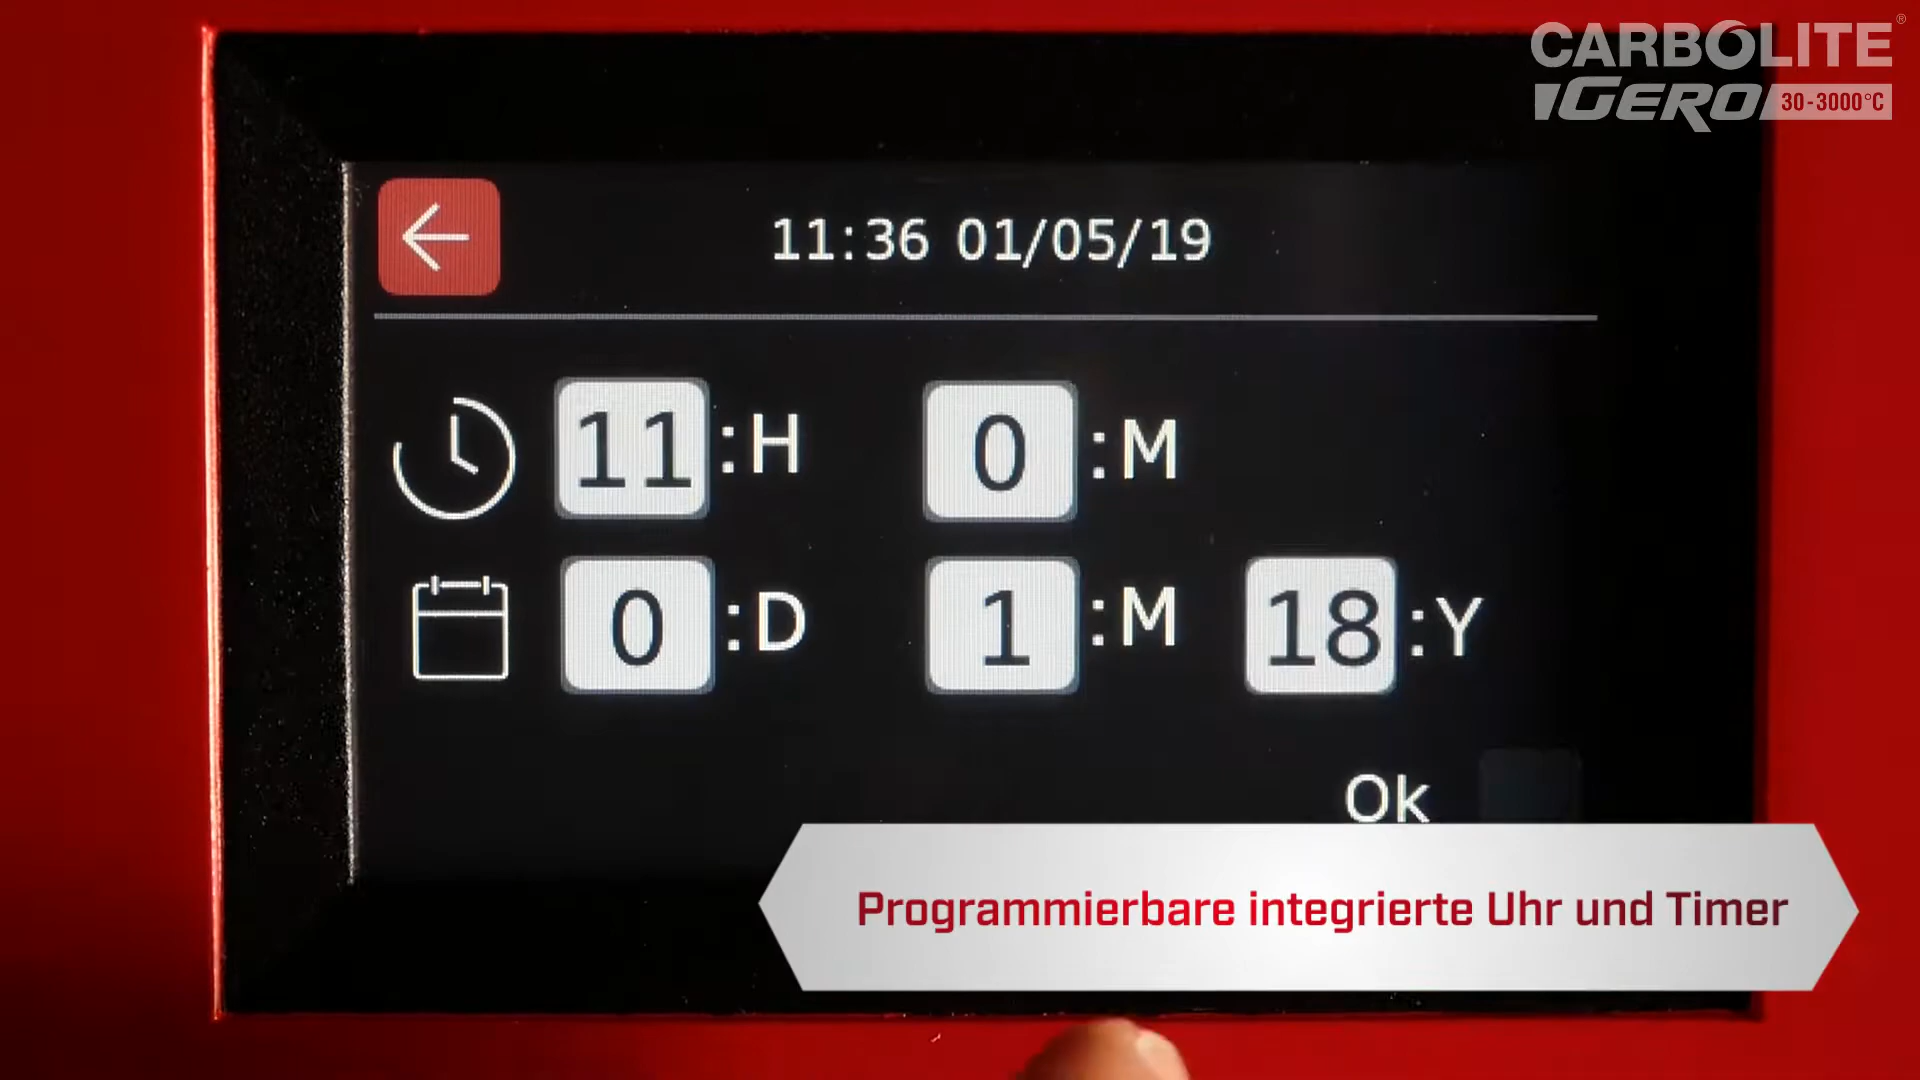 CARBOLITE®
GERO 30-3000°C
11:36 01/05/19
11 :H 0 :M
0 :D 1 :M 18 :Y
Ok
Programmierbare integrierte Uhr und Timer